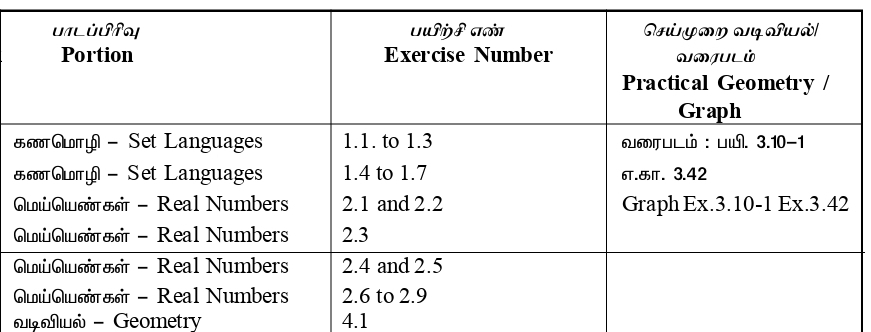 பாடப்பிரிவு
Portion
பயிற்சி எண்
Exercise Number
செய்முறை வடிவியல்/
வரைபடம்
Practical Geometry /
Graph
கணமொழி – Set Languages 1.1. to 1.3 வரைபடம் : பயி. 3.10–1
கணமொழி – Set Languages 1.4 to 1.7 எ.கா. 3.42
மெய்யெண்கள் – Real Numbers 2.1 and 2.2 Graph Ex.3.10-1 Ex.3.42
மெய்யெண்கள் – Real Numbers 2.3
மெய்யெண்கள் – Real Numbers 2.4 and 2.5
மெய்யெண்கள் – Real Numbers 2.6 to 2.9
வடிவியல் – Geometry 4.1